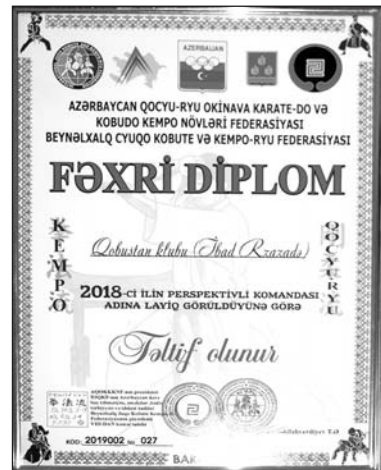 AZERBAIJAN
AZƏRBAYCAN QOCYU-RYU OKİNAVA KARATE-DO VƏ
KOBUDO KEMPO NÖVLƏRİ FEDERASİYASI
BEYNƏLXALQ CYUQO KOBUTE VƏ KEMPO-RYU FEDERASİYASI
FƏXRİ DİPLOM
KEMPO
QOCYURYU
Qobustan klubu (İbad Rzazadə)
2018-Cİ İLİN PERSPEKTİVLİ KOMANDASI
ADINA LAYİQ GÖRÜLDÜYÜNƏ GÖRƏ
Təltif olunur
KOD: 2019002 № 027
BAK